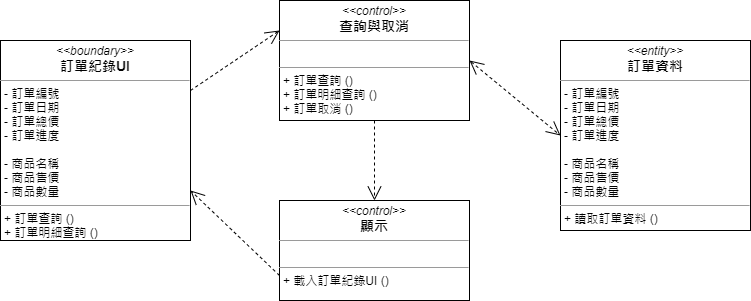 <<boundary>>
訂單紀錄UI
- 訂單編號
- 訂單日期
- 訂單總價
- 訂單進度
- 商品名稱
- 商品售價
- 商品數量
+ 訂單查詢 ()
+ 訂單明細查詢 ()
<<control>>
查詢與取消
+ 訂單查詢 ()
+ 訂單明細查詢 ()
+ 訂單取消 ()
<<control>>
顯示
+ 載入訂單紀錄UI ()
<<entity>>
訂單資料
- 訂單編號
- 訂單日期
- 訂單總價
- 訂單進度
- 商品名稱
- 商品售價
- 商品數量
+ 讀取訂單資料 ()